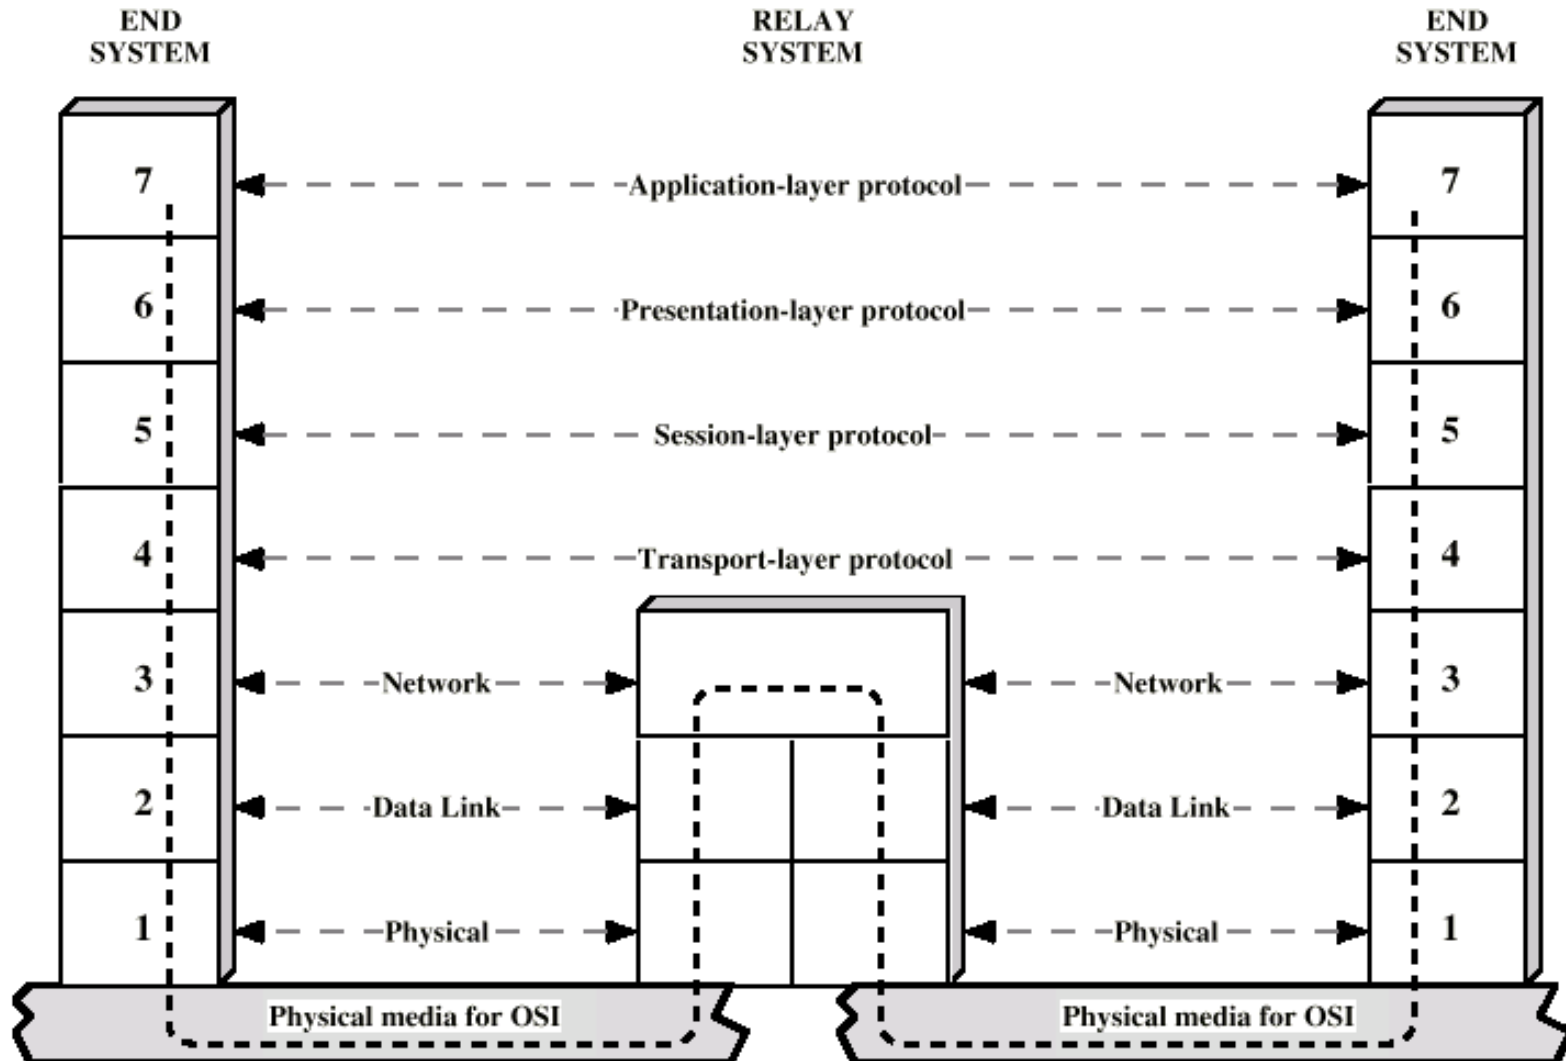 END
SYSTEM
RELAY
SYSTEM
END
SYSTEM
7
Application-layer protocol
7
6
Presentation-layer protocol
6
5
Session-layer protocol
5
4
Transport-layer protocol
4
3
Network
Network
3
2
Data Link
Data Link
2
1
Physical
Physical
1
Physical media for OSI
Physical media for OSI